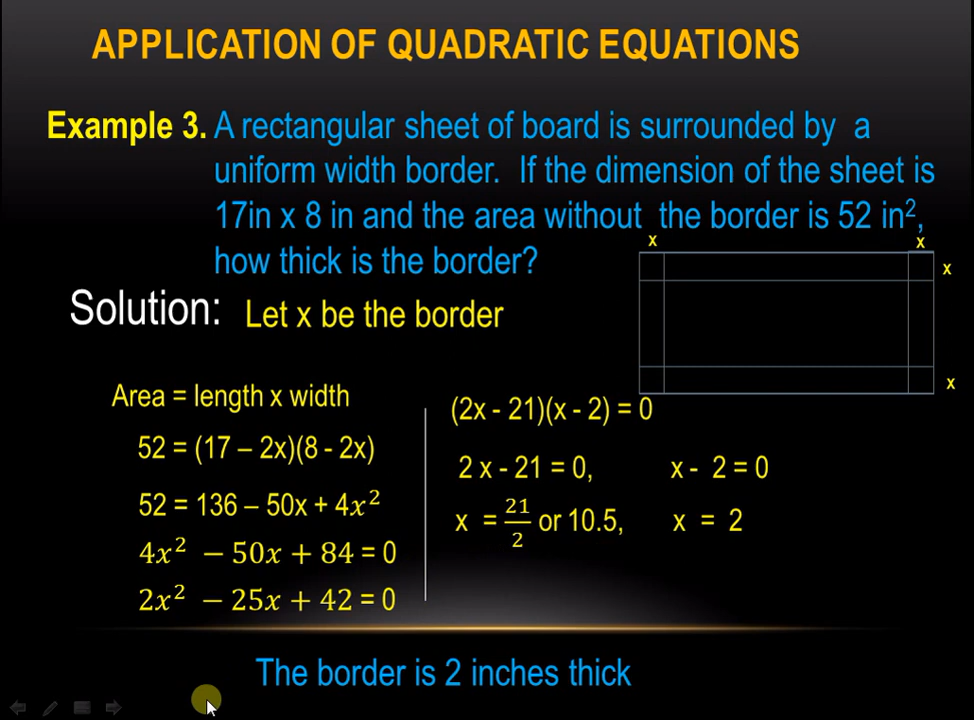 APPLICATION OF QUADRATIC EQUATIONS
Example 3. A rectangular sheet of board is surrounded by a
uniform width border. If the dimension of the sheet is
17in x 8 in and the area without the border is 52 in²,
how thick is the border?
x
x
x
x
Solution: Let x be the border
Area = length x width
52 = (17 – 2x)(8 - 2x)
52 = 136 – 50x + 4x²
4x² − 50x + 84 = 0
2x² − 25x + 42 = 0
(2x - 21)(x - 2) = 0
2 x - 21 = 0, x - 2 = 0
x = 21/2 or 10.5, x = 2
The border is 2 inches thick